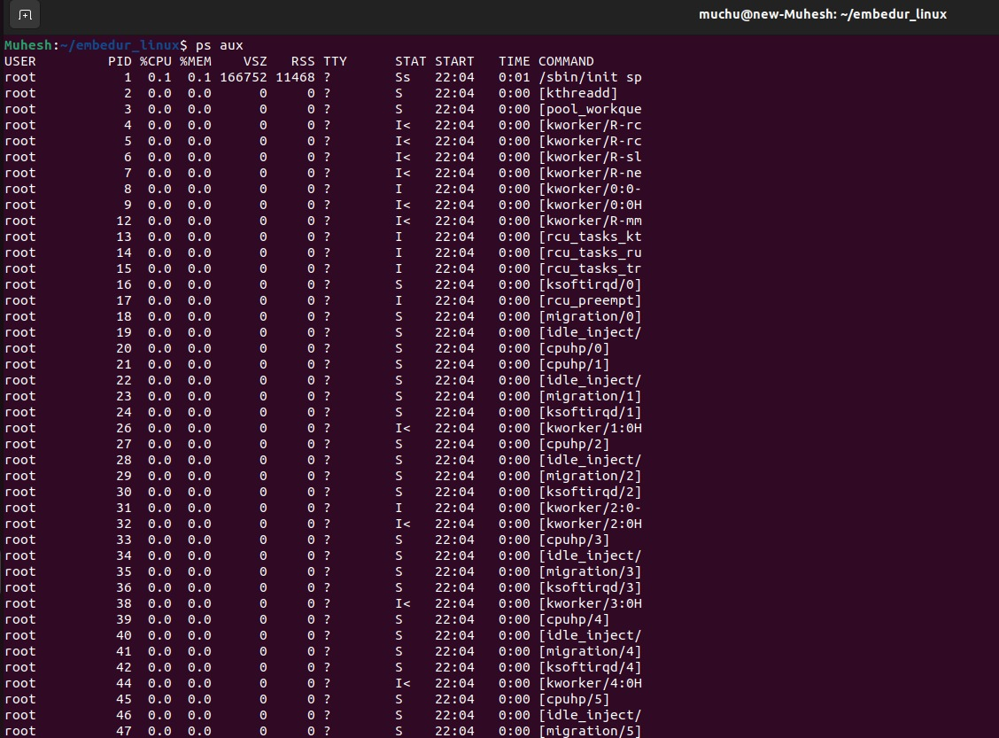 muchu@new-Muhesh: ~/embedur_linux
Muhesh:~/embedur_linux$ ps aux
USER         PID %CPU %MEM    VSZ   RSS TTY      STAT START   TIME COMMAND
root           1  0.1  0.1 166752 11468 ?        Ss   22:04   0:01 /sbin/init sp
root           2  0.0  0.0      0     0 ?        S    22:04   0:00 [kthreadd]
root           3  0.0  0.0      0     0 ?        S    22:04   0:00 [pool_workque
root           4  0.0  0.0      0     0 ?        I<   22:04   0:00 [kworker/R-rc
root           5  0.0  0.0      0     0 ?        I<   22:04   0:00 [kworker/R-rc
root           6  0.0  0.0      0     0 ?        I<   22:04   0:00 [kworker/R-sl
root           7  0.0  0.0      0     0 ?        I<   22:04   0:00 [kworker/R-ne
root           8  0.0  0.0      0     0 ?        I    22:04   0:00 [kworker/0:0-
root           9  0.0  0.0      0     0 ?        I<   22:04   0:00 [kworker/0:0H
root          12  0.0  0.0      0     0 ?        I<   22:04   0:00 [kworker/R-mm
root          13  0.0  0.0      0     0 ?        I    22:04   0:00 [rcu_tasks_kt
root          14  0.0  0.0      0     0 ?        I    22:04   0:00 [rcu_tasks_ru
root          15  0.0  0.0      0     0 ?        I    22:04   0:00 [rcu_tasks_tr
root          16  0.0  0.0      0     0 ?        S    22:04   0:00 [ksoftirqd/0]
root          17  0.0  0.0      0     0 ?        I    22:04   0:00 [rcu_preempt]
root          18  0.0  0.0      0     0 ?        S    22:04   0:00 [migration/0]
root          19  0.0  0.0      0     0 ?        S    22:04   0:00 [idle_inject/
root          20  0.0  0.0      0     0 ?        S    22:04   0:00 [cpuhp/0]
root          21  0.0  0.0      0     0 ?        S    22:04   0:00 [cpuhp/1]
root          22  0.0  0.0      0     0 ?        S    22:04   0:00 [idle_inject/
root          23  0.0  0.0      0     0 ?        S    22:04   0:00 [migration/1]
root          24  0.0  0.0      0     0 ?        S    22:04   0:00 [ksoftirqd/1]
root          26  0.0  0.0      0     0 ?        I<   22:04   0:00 [kworker/1:0H
root          27  0.0  0.0      0     0 ?        S    22:04   0:00 [cpuhp/2]
root          28  0.0  0.0      0     0 ?        S    22:04   0:00 [idle_inject/
root          29  0.0  0.0      0     0 ?        S    22:04   0:00 [migration/2]
root          30  0.0  0.0      0     0 ?        S    22:04   0:00 [ksoftirqd/2]
root          31  0.0  0.0      0     0 ?        I    22:04   0:00 [kworker/2:0-
root          32  0.0  0.0      0     0 ?        I<   22:04   0:00 [kworker/2:0H
root          33  0.0  0.0      0     0 ?        S    22:04   0:00 [cpuhp/3]
root          34  0.0  0.0      0     0 ?        S    22:04   0:00 [idle_inject/
root          35  0.0  0.0      0     0 ?        S    22:04   0:00 [migration/3]
root          36  0.0  0.0      0     0 ?        S    22:04   0:00 [ksoftirqd/3]
root          38  0.0  0.0      0     0 ?        I<   22:04   0:00 [kworker/3:0H
root          39  0.0  0.0      0     0 ?        S    22:04   0:00 [cpuhp/4]
root          40  0.0  0.0      0     0 ?        S    22:04   0:00 [idle_inject/
root          41  0.0  0.0      0     0 ?        S    22:04   0:00 [migration/4]
root          42  0.0  0.0      0     0 ?        S    22:04   0:00 [ksoftirqd/4]
root          44  0.0  0.0      0     0 ?        I<   22:04   0:00 [kworker/4:0H
root          45  0.0  0.0      0     0 ?        S    22:04   0:00 [cpuhp/5]
root          46  0.0  0.0      0     0 ?        S    22:04   0:00 [idle_inject/
root          47  0.0  0.0      0     0 ?        S    22:04   0:00 [migration/5]